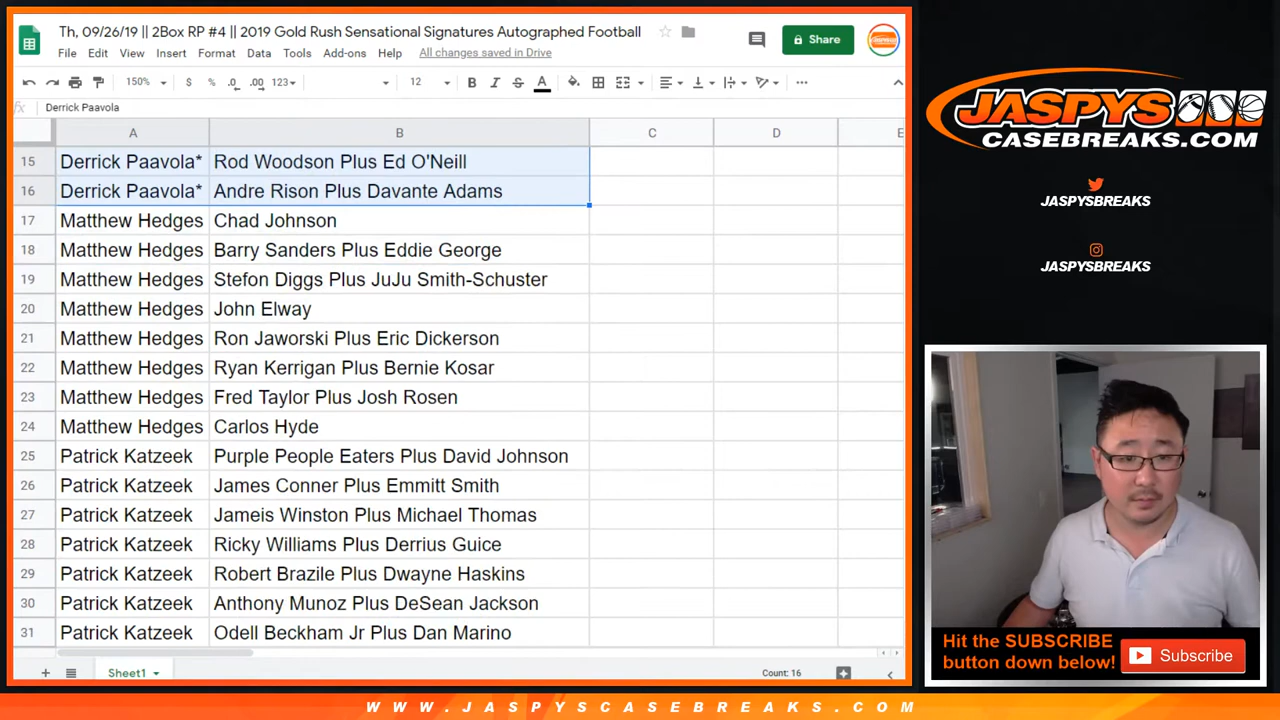 Th, 09/26/19 || 2Box RP #4 || 2019 Gold Rush Sensational Signatures Autographed Football
File Edit View Insert Format Data Tools Add-ons Help All changes saved in Drive
Share
150% $ % .0 .00 123 12 B I S A
fx Derrick Paavola
A B C D E
15 Derrick Paavola* Rod Woodson Plus Ed O'Neill
16 Derrick Paavola* Andre Rison Plus Davante Adams
17 Matthew Hedges Chad Johnson
18 Matthew Hedges Barry Sanders Plus Eddie George
19 Matthew Hedges Stefon Diggs Plus JuJu Smith-Schuster
20 Matthew Hedges John Elway
21 Matthew Hedges Ron Jaworski Plus Eric Dickerson
22 Matthew Hedges Ryan Kerrigan Plus Bernie Kosar
23 Matthew Hedges Fred Taylor Plus Josh Rosen
24 Matthew Hedges Carlos Hyde
25 Patrick Katzeek Purple People Eaters Plus David Johnson
26 Patrick Katzeek James Conner Plus Emmitt Smith
27 Patrick Katzeek Jameis Winston Plus Michael Thomas
28 Patrick Katzeek Ricky Williams Plus Derrius Guice
29 Patrick Katzeek Robert Brazile Plus Dwayne Haskins
30 Patrick Katzeek Anthony Munoz Plus DeSean Jackson
31 Patrick Katzeek Odell Beckham Jr Plus Dan Marino
Sheet1
Count: 16
JASPYS
CASEBREAKS.COM
JASPYSBREAKS
JASPYSBREAKS
Hit the SUBSCRIBE
button down below!
Subscribe
WWW.JASPYSCASEBREAKS.COM